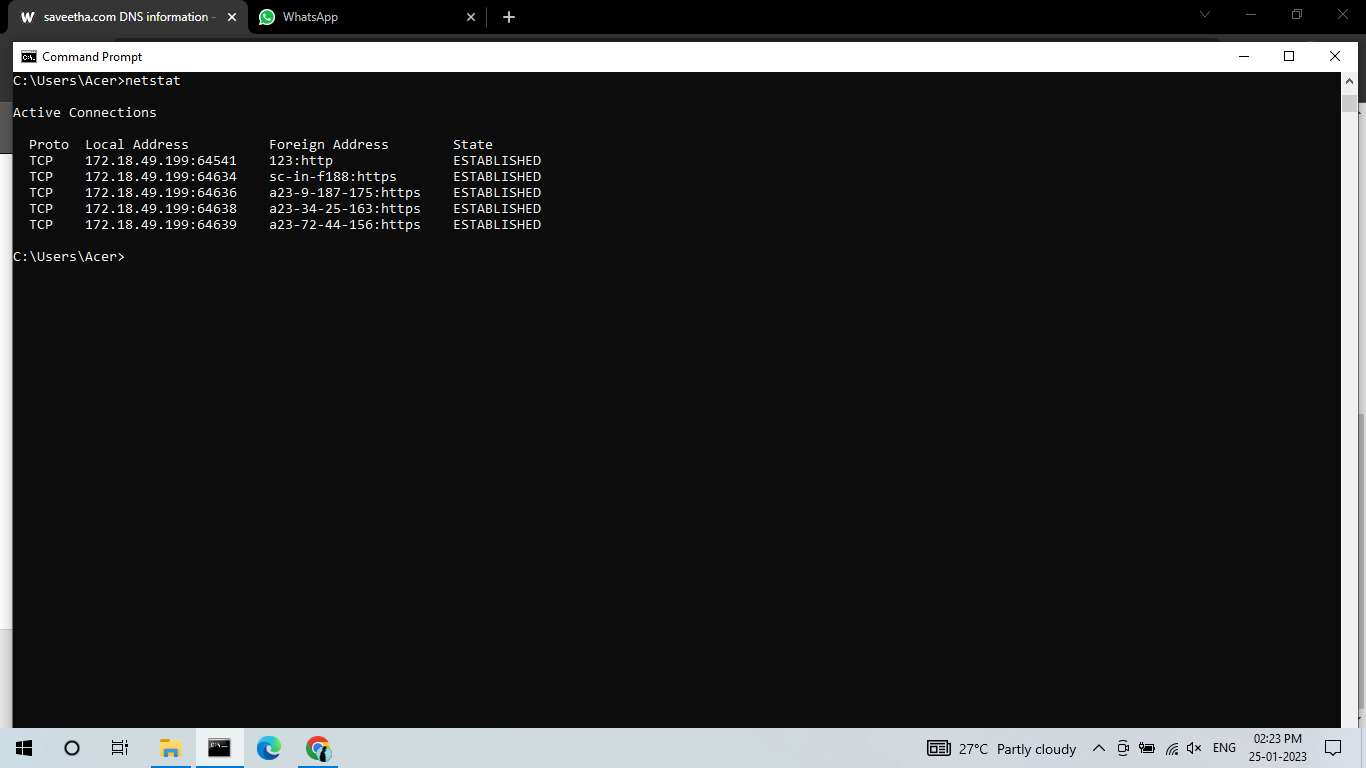 W saveetha.com DNS information -
WhatsApp
Command Prompt
C:\Users\Acer>netstat
Active Connections
Proto  Local Address          Foreign Address        State
TCP    172.18.49.199:64541    123:http               ESTABLISHED
TCP    172.18.49.199:64634    sc-in-f188:https       ESTABLISHED
TCP    172.18.49.199:64636    a23-9-187-175:https    ESTABLISHED
TCP    172.18.49.199:64638    a23-34-25-163:https    ESTABLISHED
TCP    172.18.49.199:64639    a23-72-44-156:https    ESTABLISHED
C:\Users\Acer>
27°C Partly cloudy
ENG
02:23 PM
25-01-2023